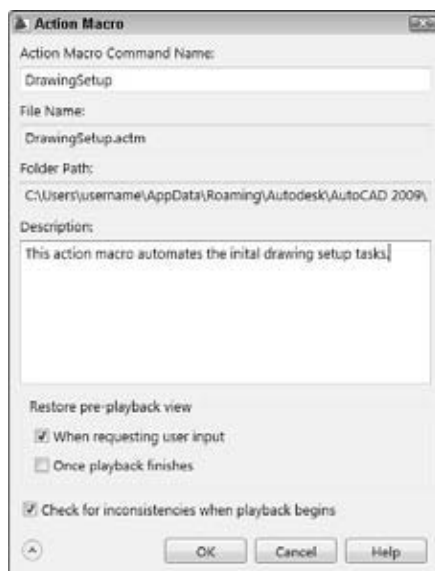 Action Macro
Action Macro Command Name:
DrawingSetup
File Name:
DrawingSetup.actm
Folder Path:
C:\Users\username\AppData\Roaming\Autodesk\AutoCAD 2009\
Description:
This action macro automates the inital drawing setup tasks.
Restore pre-playback view
When requesting user input
Once playback finishes
Check for inconsistencies when playback begins
OK Cancel Help